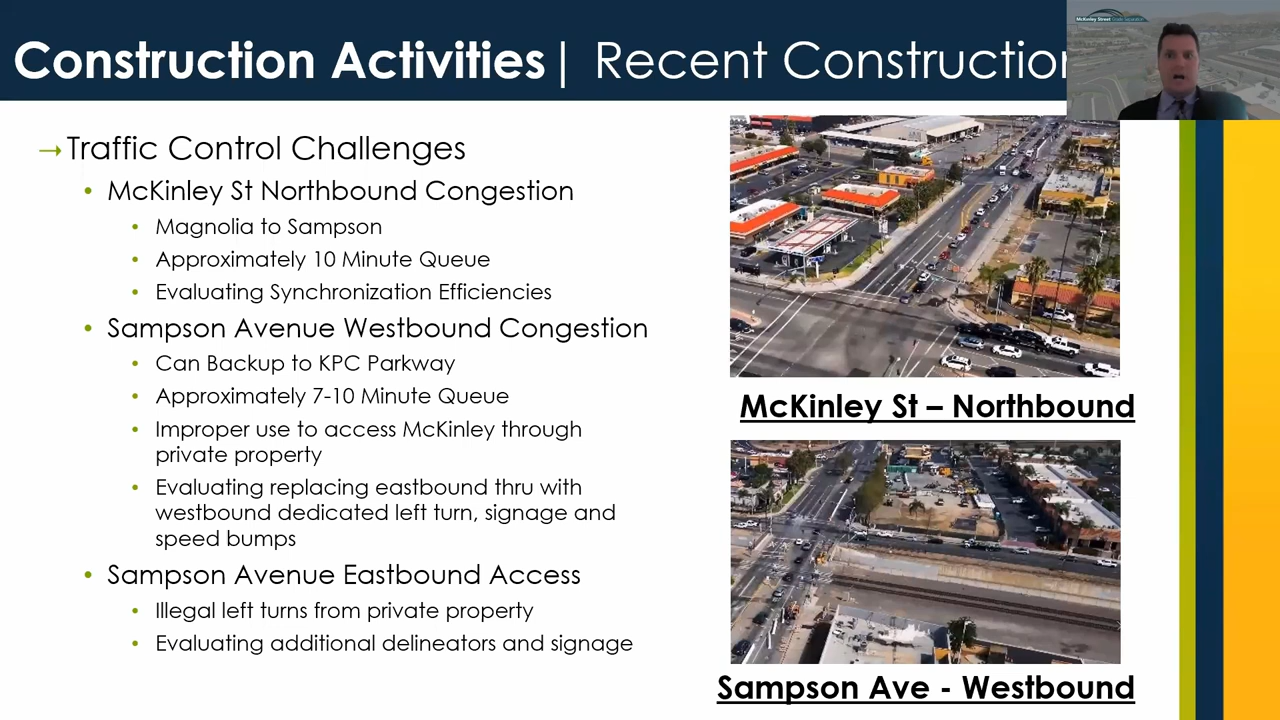 Construction Activities| Recent Construction
McKinley Street
→Traffic Control Challenges
• McKinley St Northbound Congestion
• Magnolia to Sampson
• Approximately 10 Minute Queue
• Evaluating Synchronization Efficiencies
• Sampson Avenue Westbound Congestion
• Can Backup to KPC Parkway
• Approximately 7-10 Minute Queue
• Improper use to access McKinley through
private property
• Evaluating replacing eastbound thru with
westbound dedicated left turn, signage and
speed bumps
• Sampson Avenue Eastbound Access
• Illegal left turns from private property
• Evaluating additional delineators and signage
McKinley St – Northbound
Sampson Ave - Westbound